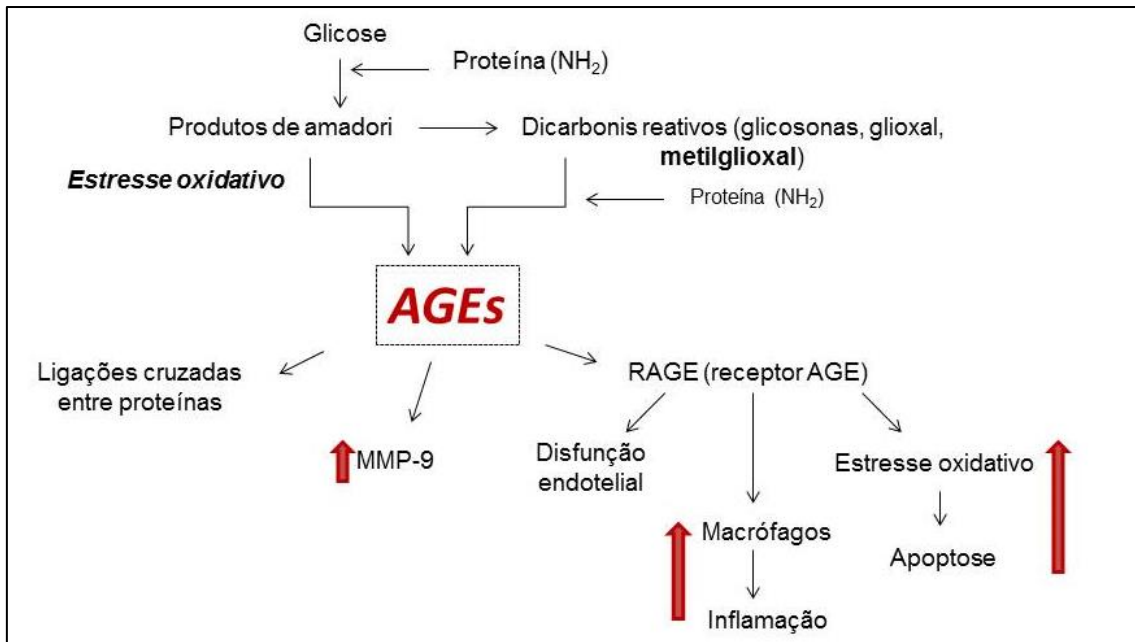 Glicose
Proteína (NH₂)
Produtos de amadori
Dicarbonis reativos (glicosonas, glioxal,
metilglioxal)
Estresse oxidativo
Proteína (NH₂)
AGEs
Ligações cruzadas
entre proteínas
MMP-9
RAGE (receptor AGE)
Disfunção
endotelial
Macrófagos
Inflamação
Estresse oxidativo
Apoptose